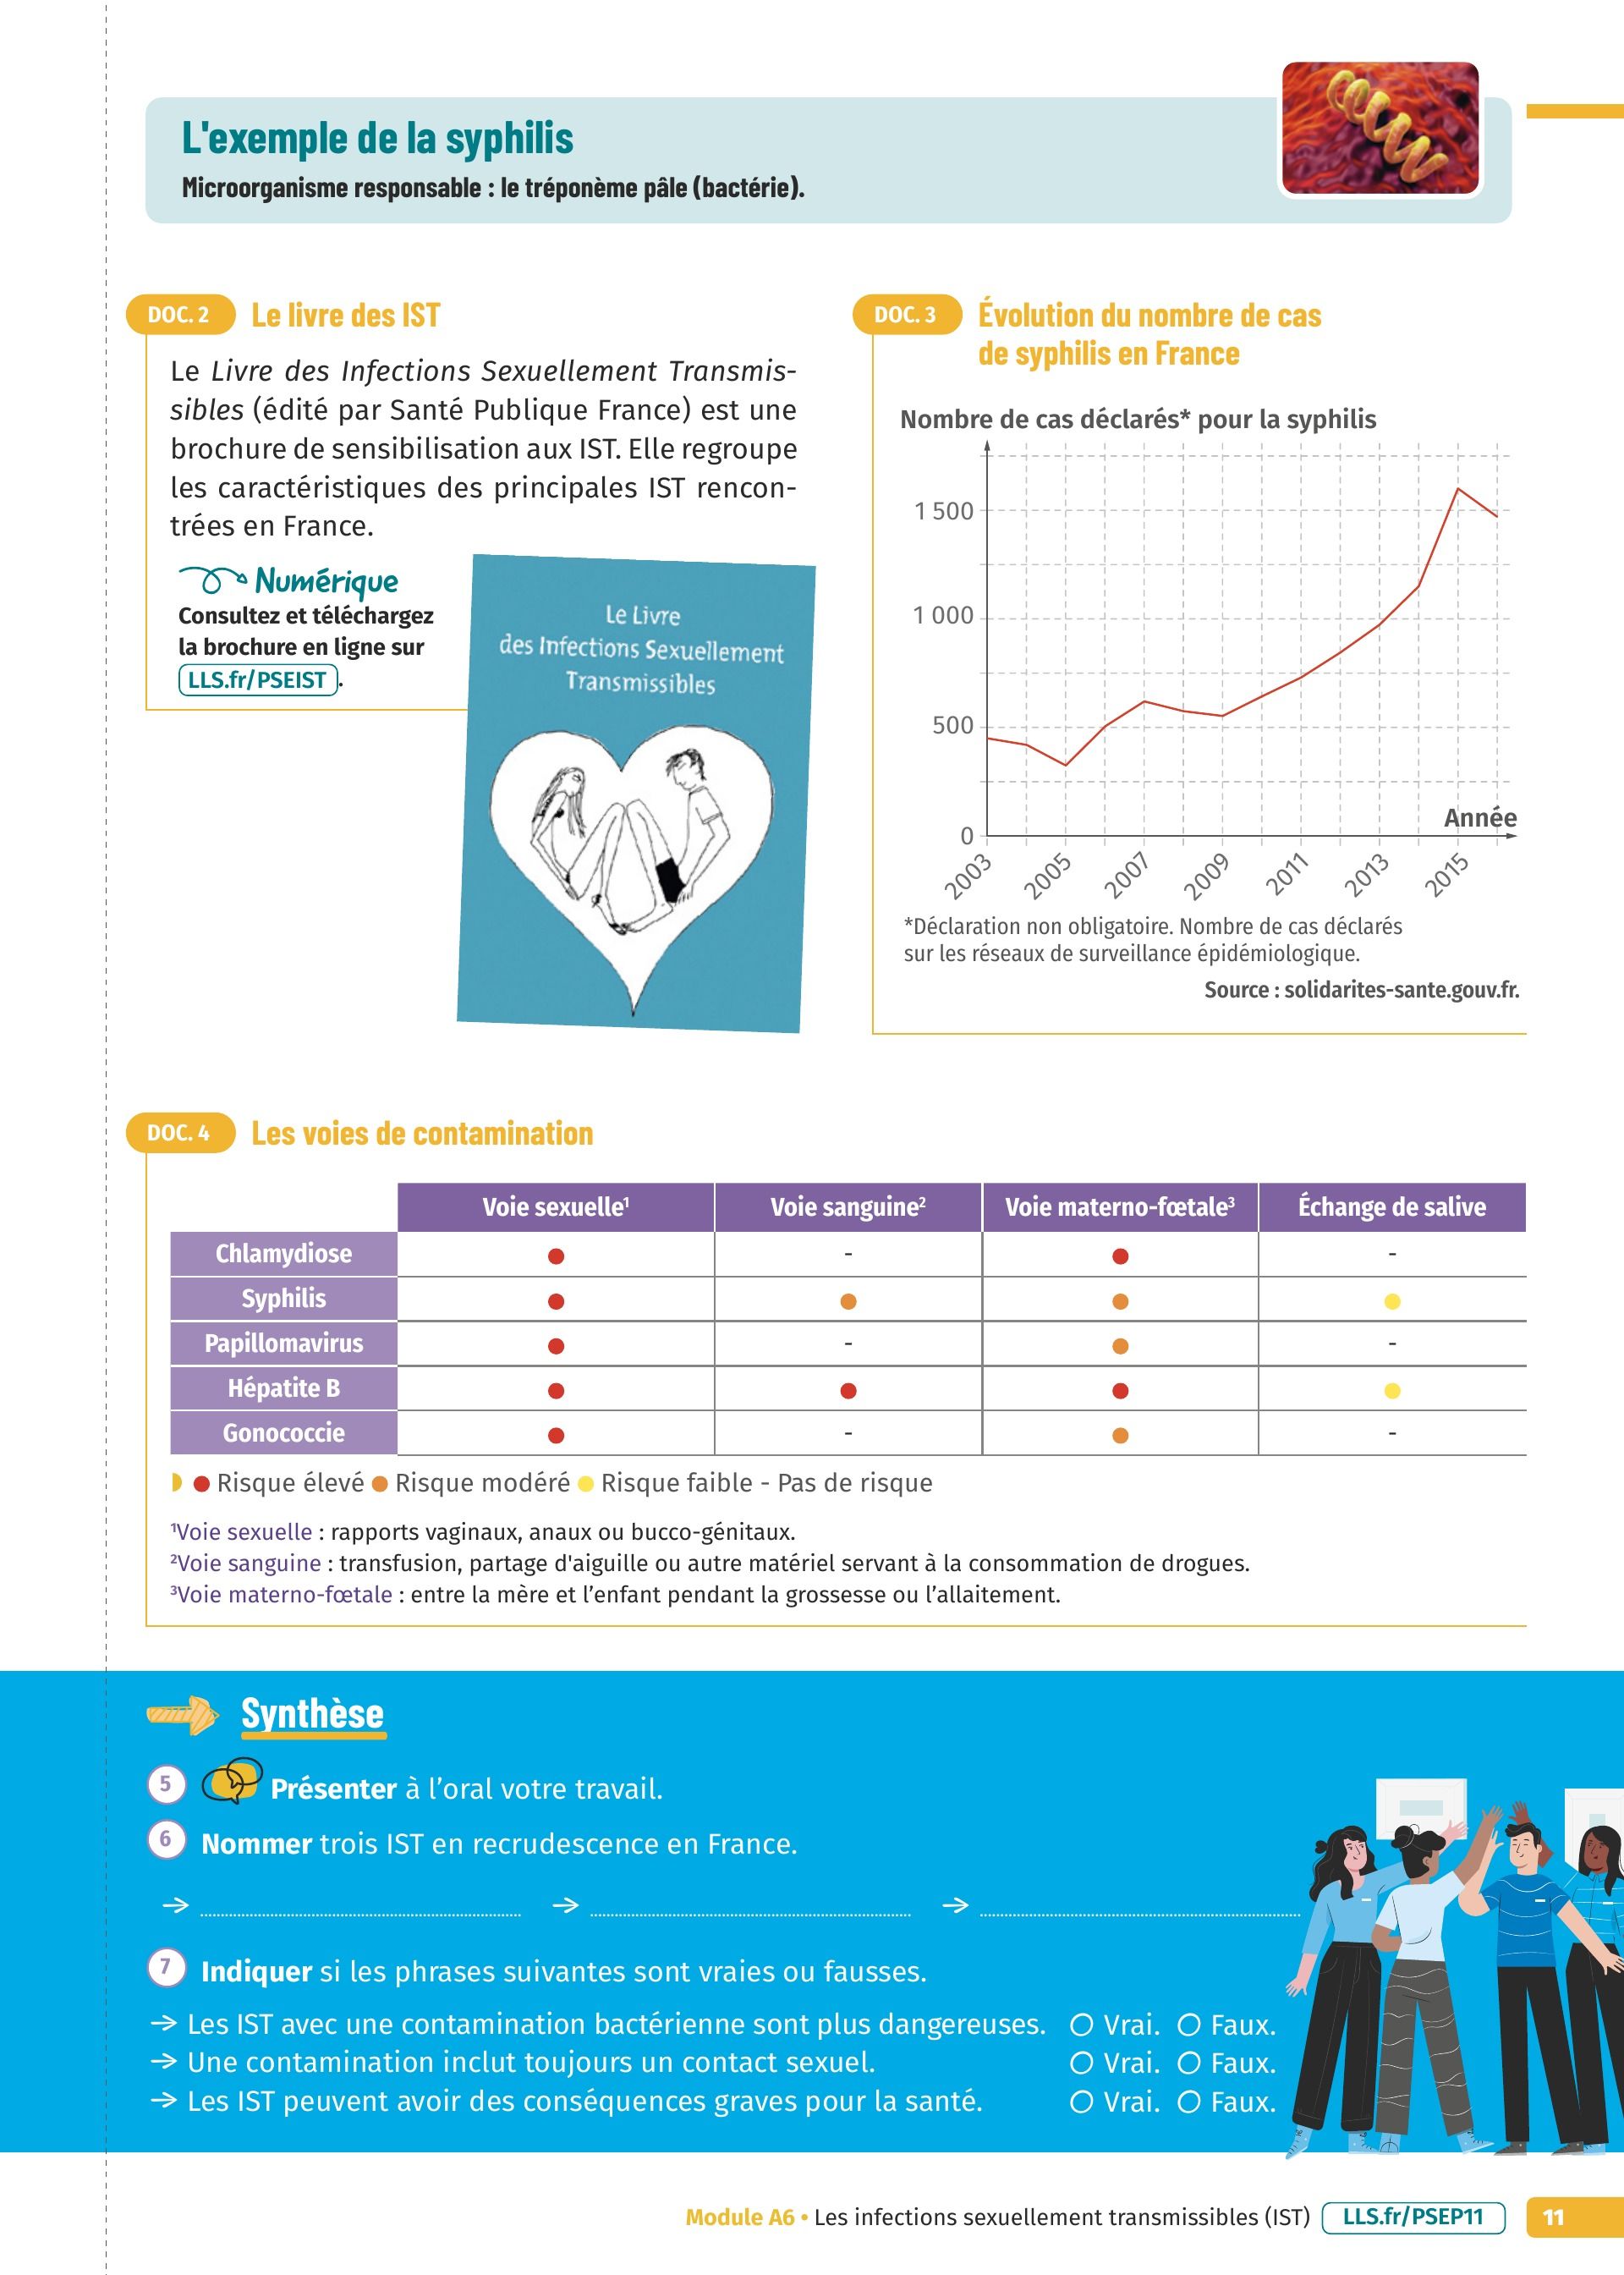 L'exemple de la syphilis
Microorganisme responsable : le tréponème pâle (bactérie).
DOC. 2 Le livre des IST
Le Livre des Infections Sexuellement Transmis-
sibles (édité par Santé Publique France) est une
brochure de sensibilisation aux IST. Elle regroupe
les caractéristiques des principales IST rencon-
trées en France.
Numérique
Consultez et téléchargez
la brochure en ligne sur
LLS.fr/PSEIST.
Le Livre
des Infections Sexuellement
Transmissibles
DOC. 3 Évolution du nombre de cas
de syphilis en France
Nombre de cas déclarés* pour la syphilis
1 500
1 000
500
0
Année
2003 2005 2007 2009 2011 2013 2015
*Déclaration non obligatoire. Nombre de cas déclarés
sur les réseaux de surveillance épidémiologique.
Source : solidarites-sante.gouv.fr.
DOC. 4 Les voies de contamination
Voie sexuelle¹ Voie sanguine² Voie materno-fœtale³ Échange de salive
Chlamydiose ● - ● -
Syphilis ● ● ● ●
Papillomavirus ● - ● -
Hépatite B ● ● ● ●
Gonococcie ● - ● -
● Risque élevé ● Risque modéré ● Risque faible - Pas de risque
¹Voie sexuelle : rapports vaginaux, anaux ou bucco-génitaux.
²Voie sanguine : transfusion, partage d'aiguille ou autre matériel servant à la consommation de drogues.
³Voie materno-fœtale : entre la mère et l’enfant pendant la grossesse ou l’allaitement.
Synthèse
5 Présenter à l’oral votre travail.
6 Nommer trois IST en recrudescence en France.
→ .......... → .......... → ..........
7 Indiquer si les phrases suivantes sont vraies ou fausses.
→ Les IST avec une contamination bactérienne sont plus dangereuses. O Vrai. O Faux.
→ Une contamination inclut toujours un contact sexuel. O Vrai. O Faux.
→ Les IST peuvent avoir des conséquences graves pour la santé. O Vrai. O Faux.
Module A6 • Les infections sexuellement transmissibles (IST) LLS.fr/PSEP11 11